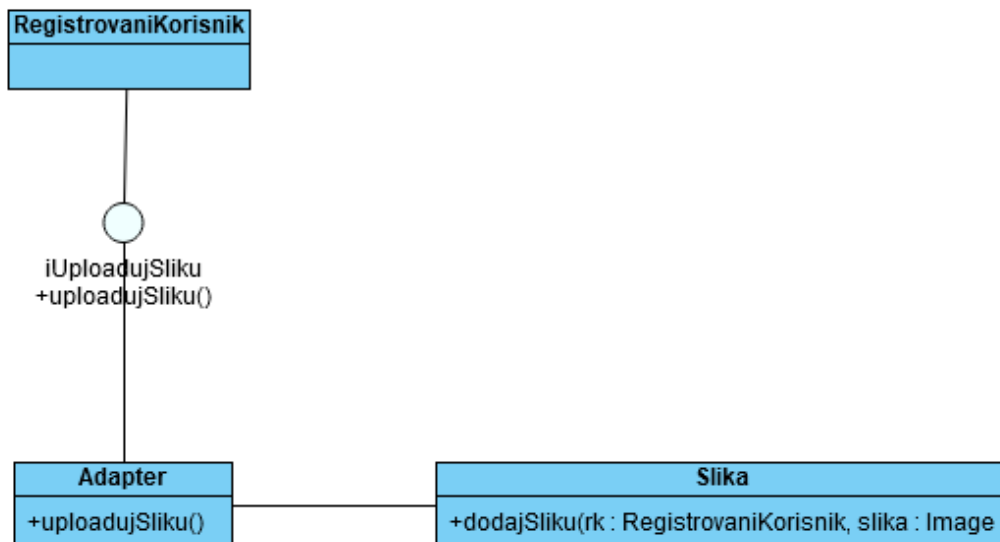 RegistrovaniKorisnik
iUploadujSliku
+uploadujSliku()
Adapter
+uploadujSliku()
Slika
+dodajSliku(rk : RegistrovaniKorisnik, slika : Image